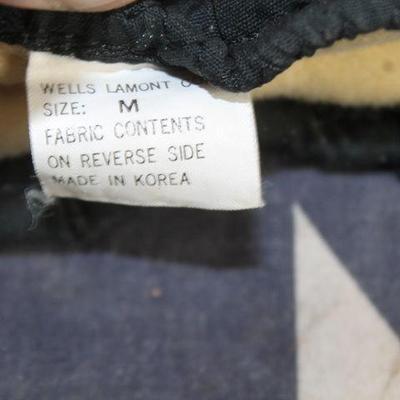 WELLS LAMONT
SIZE: M
FABRIC CONTENTS
ON REVERSE SIDE
MADE IN KOREA